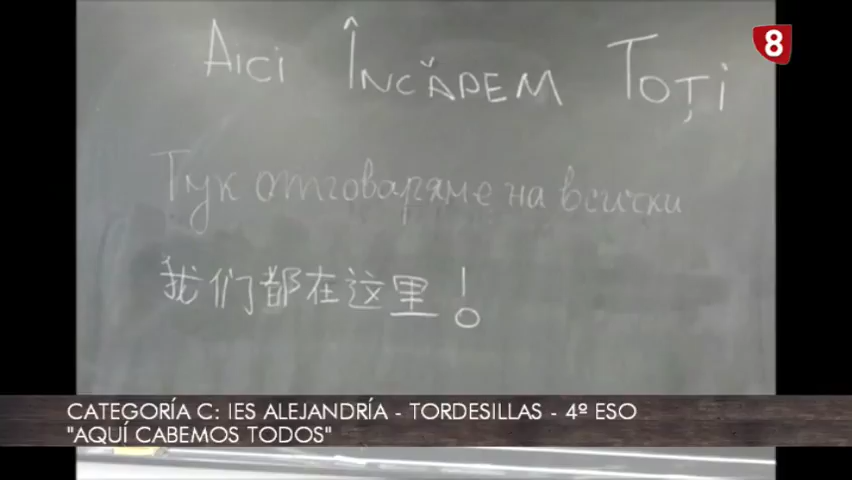 8
Aici Încăpem Toți
Тук отговаряме на всички
我们都在这里!
CATEGORÍA C: IES ALEJANDRÍA - TORDESILLAS - 4º ESO
"AQUÍ CABEMOS TODOS"